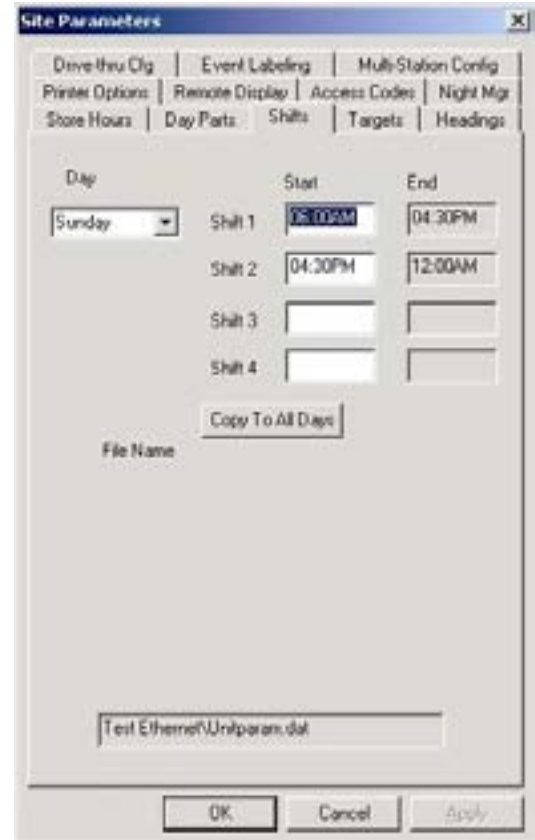 Site Parameters
Drive-thru Cfg Event Labeling Multi-Station Config
Printer Options Remote Display Access Codes Night Mgr
Store Hours Day Parts Shifts Targets Headings
Day Start End
Sunday Shift 1 06:00AM 04:30PM
Shift 2 04:30PM 12:00AM
Shift 3
Shift 4
Copy To All Days
File Name
Test Ethernet\Unitparam.dat
OK Cancel Apply